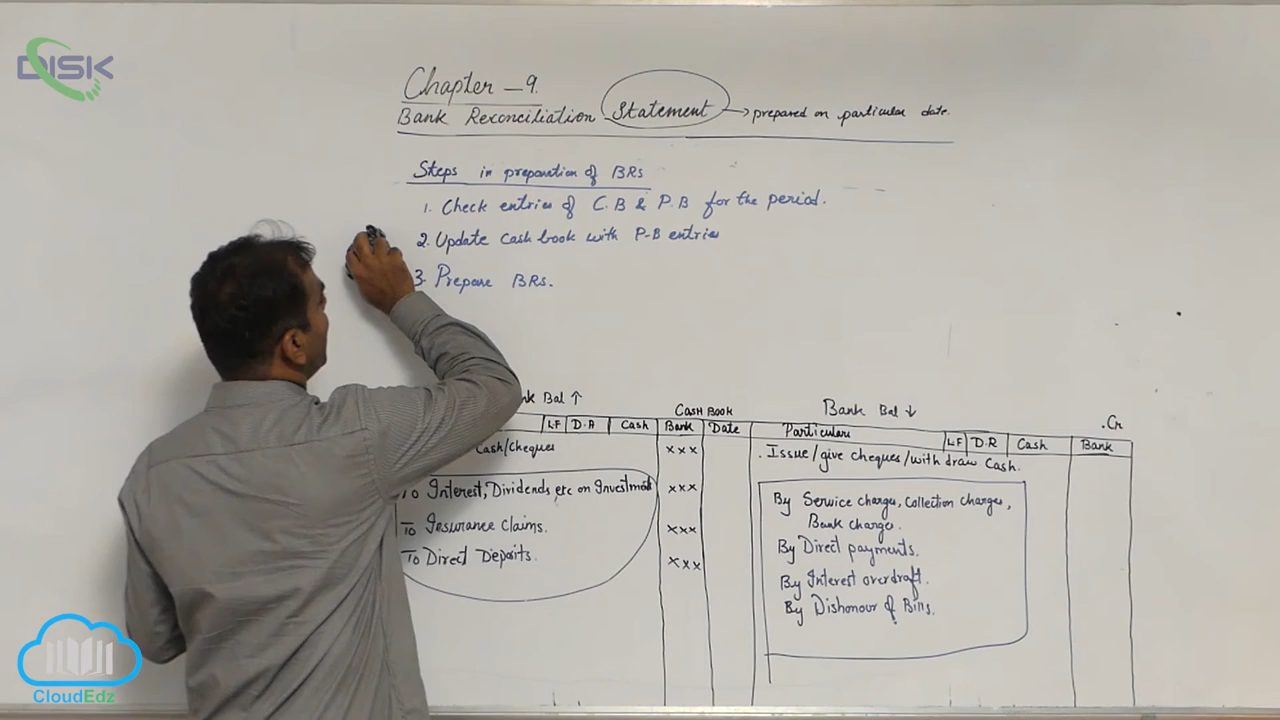 DISK
Chapter - 9.
Bank Reconciliation Statement → prepared on particular date.
Steps in preparation of BRs
1. Check entries of C.B & P.B for the period.
2. Update cash book with P-B entries
3. Prepare BRs.
Bal ↑
CASH BOOK
Bank Bal ↓
.Cr
LF D.A Cash Bank Date Particulars LF D.R Cash Bank
Cash/Cheques xxx . Issue/give cheques/with draw Cash.
To Interest, Dividends, etc on Investment xxx
To Insurance Claims. xxx
To Direct Deposits. xxx
By Service charges, Collection charges,
Bank charges.
By Direct payments.
By Interest overdraft.
By Dishonour of Bills.
CloudEdz